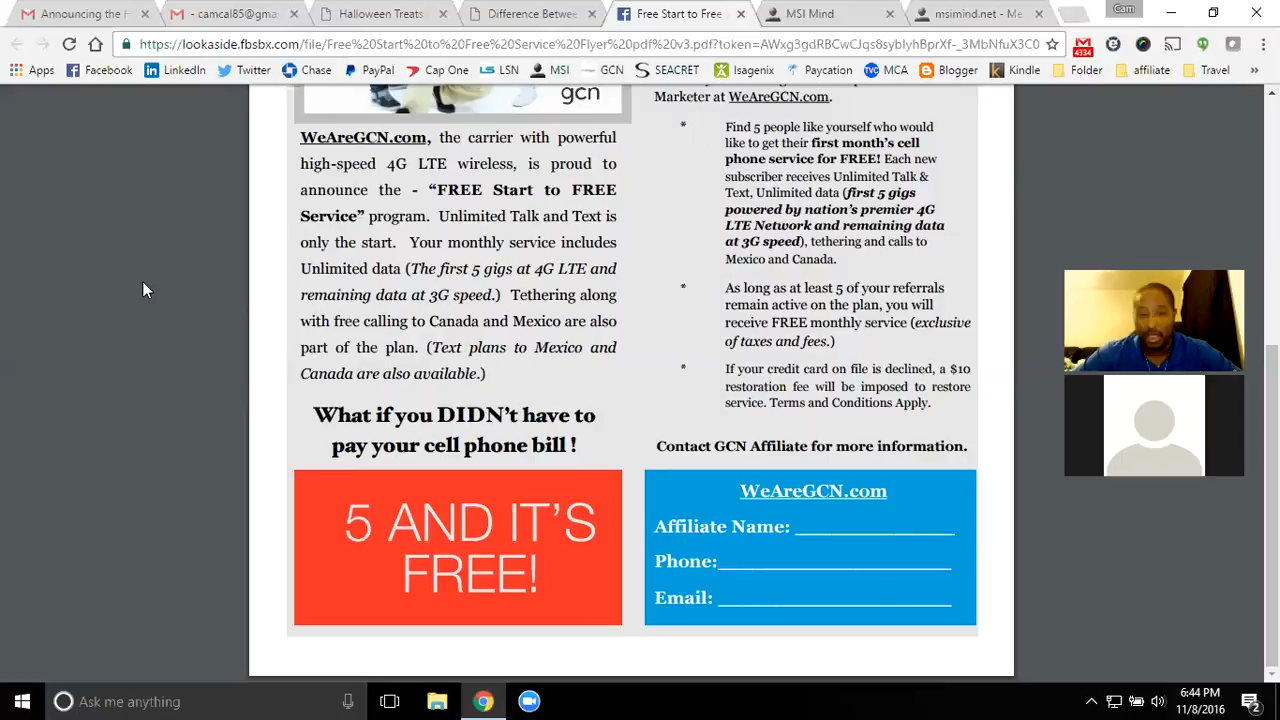 Announcing the H
- camcal85@gma
Halloween Treats
Difference Betwe
Free Start to Free
MSI Mind
msimind.net - Me
Cam
https://lookaside.fbsbx.com/file/Free%20Start%20to%20Free%20Service%20Flyer%20pdf%20v3.pdf?token=AWxg3gdRBCwCJqs8syblyhBprXf-_3MbNfuX3C0
4334
Apps
Facebook
LinkedIn
Twitter
Chase
PayPal
Cap One
LSN
MSI
GCN
SEACRET
Isagenix
Paycation
MCA
Blogger
Kindle
Folder
affiliate
Travel
gcn
WeAreGCN.com, the carrier with powerful
high-speed 4G LTE wireless, is proud to
announce the - “FREE Start to FREE
Service” program. Unlimited Talk and Text is
only the start. Your monthly service includes
Unlimited data (The first 5 gigs at 4G LTE and
remaining data at 3G speed.) Tethering along
with free calling to Canada and Mexico are also
part of the plan. (Text plans to Mexico and
Canada are also available.)
What if you DIDN’t have to
pay your cell phone bill !
5 AND IT’S
FREE!
Marketer at WeAreGCN.com.
* Find 5 people like yourself who would
like to get their first month’s cell
phone service for FREE! Each new
subscriber receives Unlimited Talk &
Text, Unlimited data (first 5 gigs
powered by nation’s premier 4G
LTE Network and remaining data
at 3G speed), tethering and calls to
Mexico and Canada.
* As long as at least 5 of your referrals
remain active on the plan, you will
receive FREE monthly service (exclusive
of taxes and fees.)
* If your credit card on file is declined, a $10
restoration fee will be imposed to restore
service. Terms and Conditions Apply.
Contact GCN Affiliate for more information.
WeAreGCN.com
Affiliate Name: ________________
Phone: ________________
Email: ________________
Ask me anything
6:44 PM
11/8/2016
2